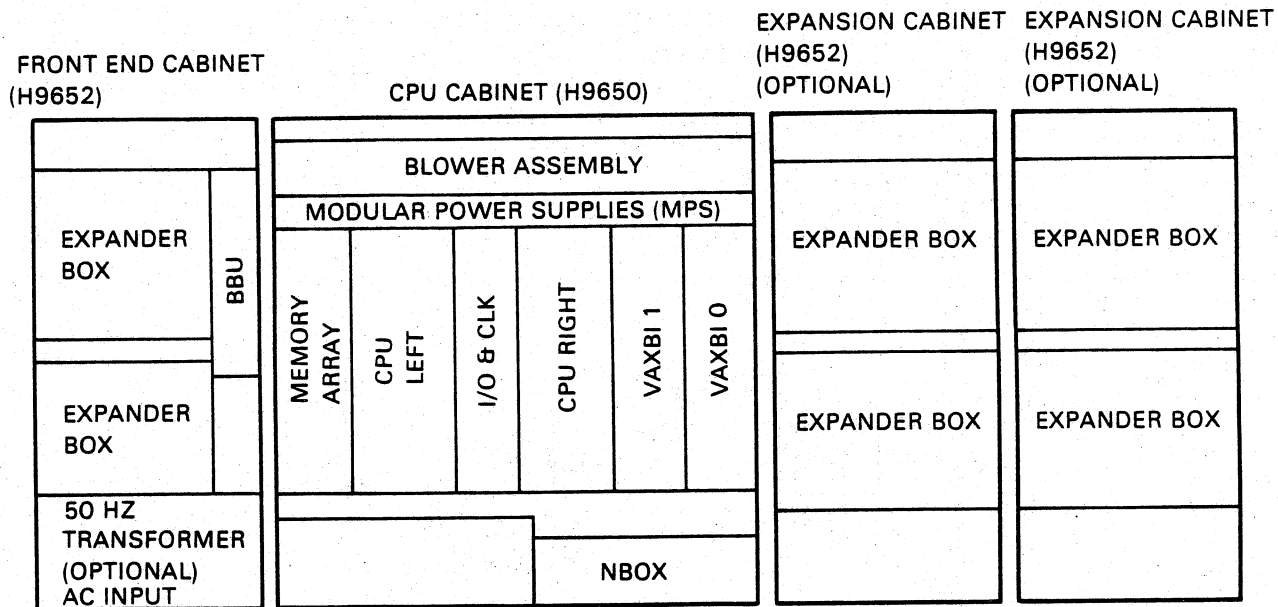 FRONT END CABINET
(H9652)
CPU CABINET (H9650)
EXPANSION CABINET
(H9652)
(OPTIONAL)
EXPANSION CABINET
(H9652)
(OPTIONAL)
EXPANDER
BOX
BBU
EXPANDER
BOX
50 HZ
TRANSFORMER
(OPTIONAL)
AC INPUT
BLOWER ASSEMBLY
MODULAR POWER SUPPLIES (MPS)
MEMORY
ARRAY
CPU
LEFT
I/O & CLK
CPU RIGHT
VAXBI 1
VAXBI 0
NBOX
EXPANDER BOX
EXPANDER BOX
EXPANDER BOX
EXPANDER BOX